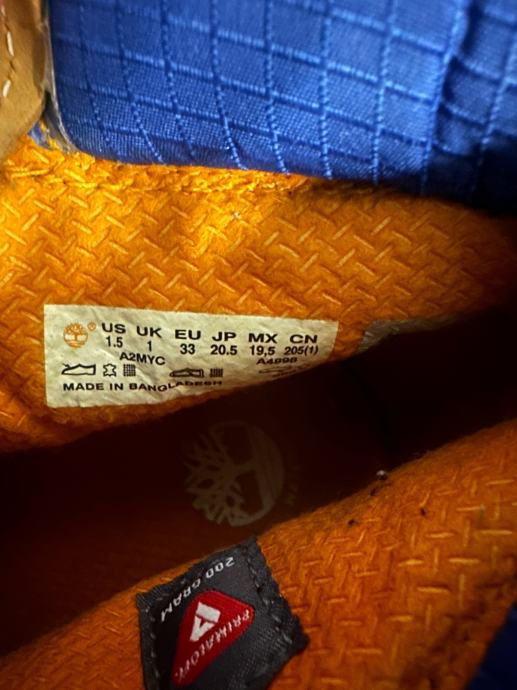 ® US UK EU JP MX CN
1.5 1 33 20.5 19,5 205(1)
A2MYC A4898
MADE IN BANGLADESH
200 GRAM
PRIMALOFT